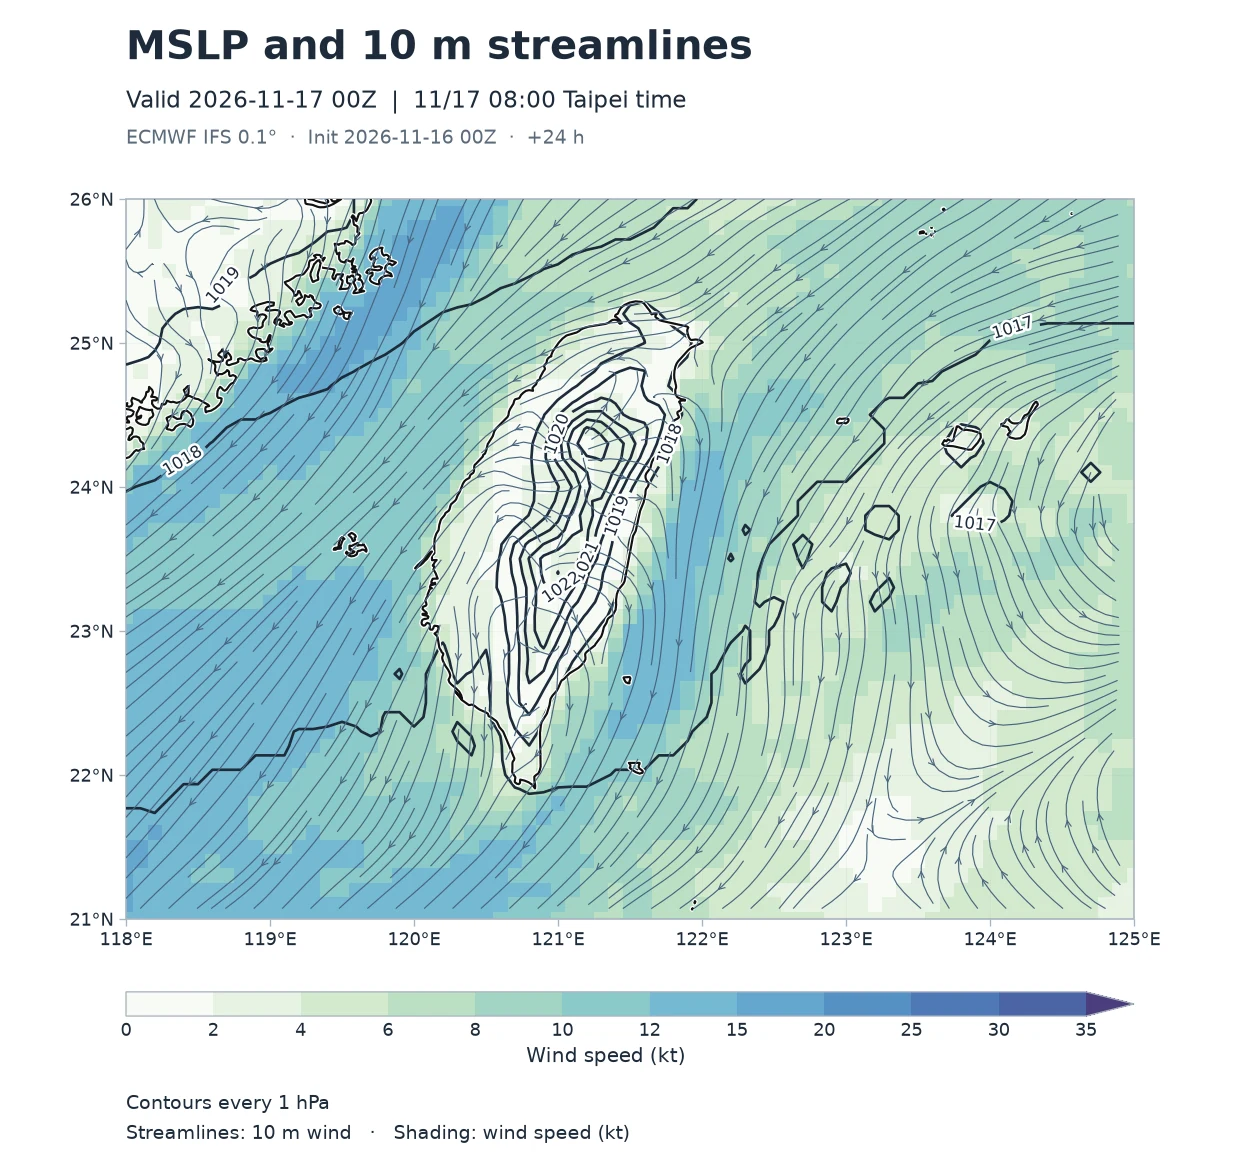 MSLP and 10 m streamlines
Valid 2026-11-17 00Z | 11/17 08:00 Taipei time
ECMWF IFS 0.1° · Init 2026-11-16 00Z · +24 h
26°N
25°N
24°N
23°N
22°N
21°N
1019
1017
1020
1018
1018
1019
1017
1021
1022
118°E 119°E 120°E 121°E 122°E 123°E 124°E 125°E
0 2 4 6 8 10 12 15 20 25 30 35
Wind speed (kt)
Contours every 1 hPa
Streamlines: 10 m wind · Shading: wind speed (kt)